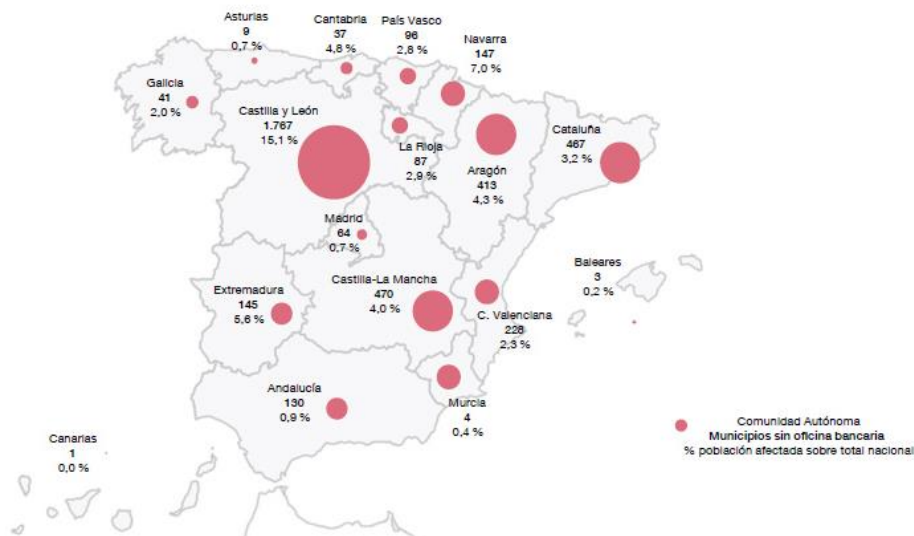 Asturias
9
0,7 %
Cantabria
37
4,8 %
País Vasco
96
2,8 %
Navarra
147
7,0 %
Galicia
41
2,0 %
Castilla y León
1.767
15,1 %
La Rioja
87
2,9 %
Aragón
413
4,3 %
Cataluña
467
3,2 %
Madrid
64
0,7 %
Baleares
3
0,2 %
Extremadura
145
5,6 %
Castilla-La Mancha
470
4,0 %
C. Valenciana
228
2,3 %
Andalucía
130
0,9 %
Murcia
4
0,4 %
Canarias
1
0,0 %
Comunidad Autónoma
Municipios sin oficina bancaria
% población afectada sobre total nacional